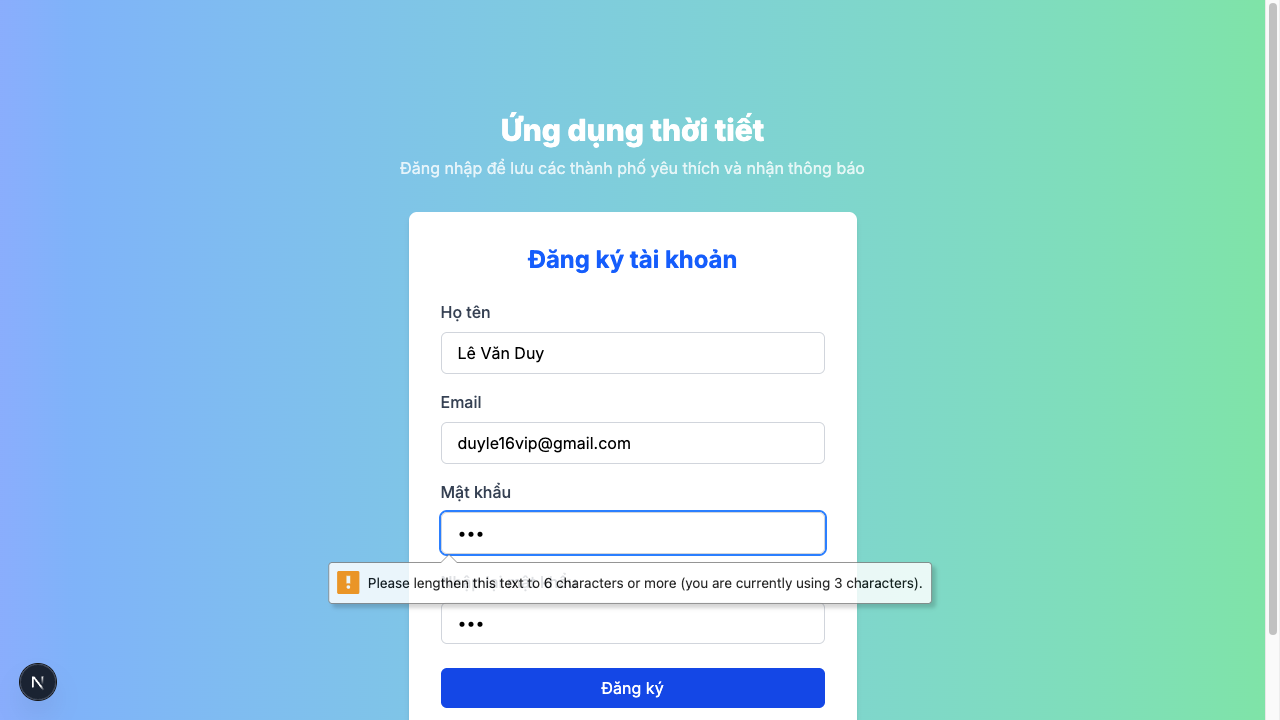 Ứng dụng thời tiết
Đăng nhập để lưu các thành phố yêu thích và nhận thông báo
Đăng ký tài khoản
Họ tên
Lê Văn Duy
Email
duyle16vip@gmail.com
Mật khẩu
•••
Please lengthen this text to 6 characters or more (you are currently using 3 characters).
•••
Đăng ký
N